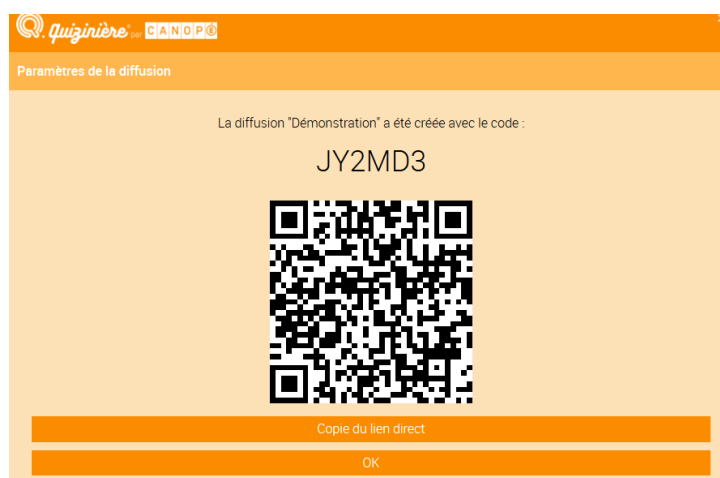 Q. Quizinière® par CANOPÉ
Paramètres de la diffusion
La diffusion "Démonstration" a été créée avec le code :
JY2MD3
Copie du lien direct
OK